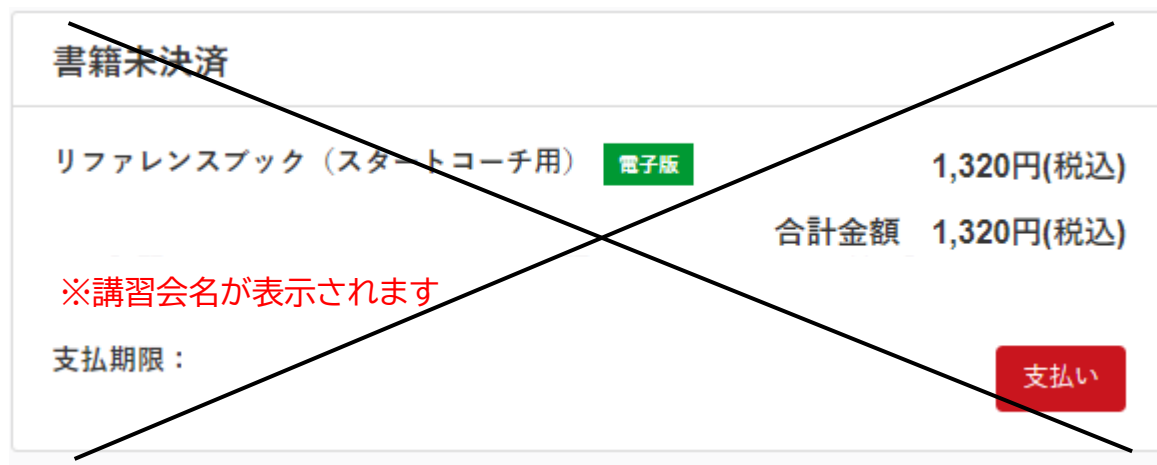 書籍未決済
リファレンスブック（スタートコーチ用） 電子版 1,320円(税込)
合計金額 1,320円(税込)
※講習会名が表示されます
支払期限：
支払い